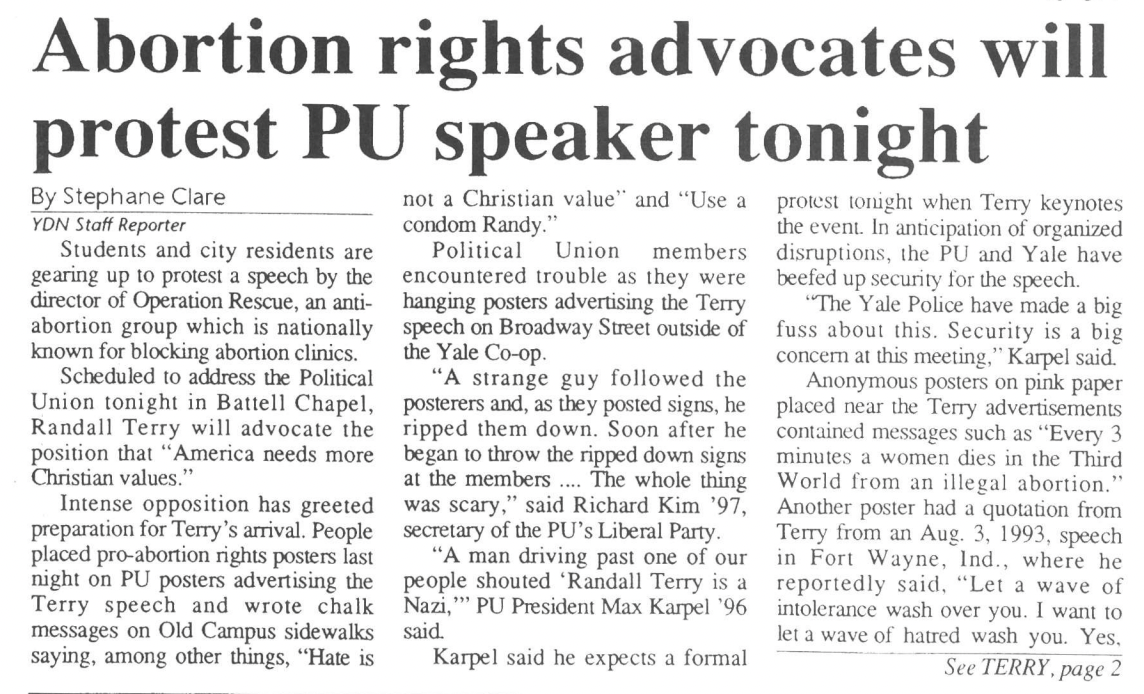 Abortion rights advocates will
protest PU speaker tonight
By Stephane Clare
YDN Staff Reporter
Students and city residents are
gearing up to protest a speech by the
director of Operation Rescue, an anti-
abortion group which is nationally
known for blocking abortion clinics.
Scheduled to address the Political
Union tonight in Battell Chapel,
Randall Terry will advocate the
position that “America needs more
Christian values.”
Intense opposition has greeted
preparation for Terry’s arrival. People
placed pro-abortion rights posters last
night on PU posters advertising the
Terry speech and wrote chalk
messages on Old Campus sidewalks
saying, among other things, “Hate is
not a Christian value” and “Use a
condom Randy.”
Political Union members
encountered trouble as they were
hanging posters advertising the Terry
speech on Broadway Street outside of
the Yale Co-op.
“A strange guy followed the
posterers and, as they posted signs, he
ripped them down. Soon after he
began to throw the ripped down signs
at the members .... The whole thing
was scary,” said Richard Kim ’97,
secretary of the PU’s Liberal Party.
“A man driving past one of our
people shouted ‘Randall Terry is a
Nazi,’” PU President Max Karpel ’96
said.
Karpel said he expects a formal
protest tonight when Terry keynotes
the event. In anticipation of organized
disruptions, the PU and Yale have
beefed up security for the speech.
“The Yale Police have made a big
fuss about this. Security is a big
concern at this meeting,” Karpel said.
Anonymous posters on pink paper
placed near the Terry advertisements
contained messages such as “Every 3
minutes a women dies in the Third
World from an illegal abortion.”
Another poster had a quotation from
Terry from an Aug. 3, 1993, speech
in Fort Wayne, Ind., where he
reportedly said, “Let a wave of
intolerance wash over you. I want to
let a wave of hatred wash you. Yes,
See TERRY, page 2